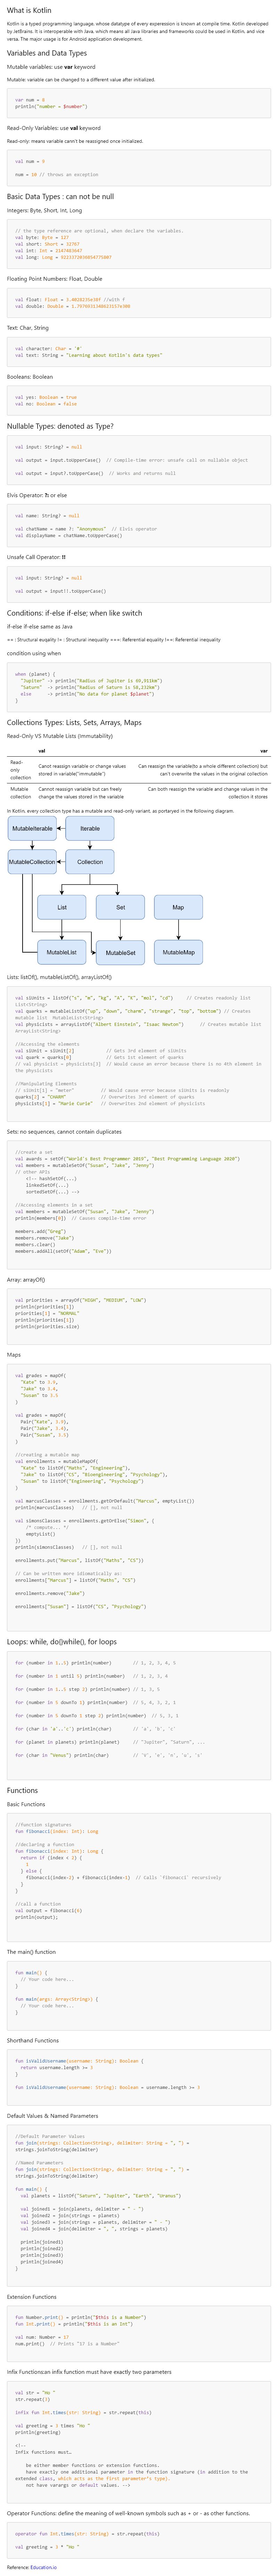 What is Kotlin
Kotlin is a typed programming language, whose datatype of every expression is known at compile time. Kotlin developed
by JetBrans. It is interoperable with Java, which means all Java libraries and frameworks could be used in Kotlin, and vice
versa. The major usage is for Android software development.
Variables and Data Types
Mutable variables: use var keyword
Mutable: variable can be changed to a different value after initialized.
var num = 8
println("number = $number")
Read-Only Variables: use val keyword
Read-only: means variable cann't be reassigned once initialized.
val num = 8
num = 10 // throws an exception
Basic Data Types : can not be null
Integers: Byte, Short, Int, Long
// the type reference are optional, when declare the variables.
val byte: Byte = 127
val short: Short = 32767
val int: Int = 2147483647
val long: Long = 9223372036854775807
Floating Point Numbers: Float, Double
val float: Float = 3.4028235e38f //with f
val double: Double = 1.7976931348623157e308
Text: Char, String
val character: Char = '#'
val text: String = "Learning about Kotlin's data types"
Booleans: Boolean
val yes: Boolean = true
val no: Boolean = false
Nullable Types: denoted as Type?
val input: String? = null
val output = input.toUpperCase()  // Compile-time error: unsafe call on nullable object
val output = input?.toUpperCase()  // Works and returns null
Elvis Operator: ?: or else
val name: String? = null
val chatName = name ?: "Anonymous"  // Elvis operator
val displayName = chatName.toUpperCase()
Unsafe Call Operator: !!
val input: String? = null
val output = input!!.toUpperCase()
Conditions: if-else if-else; when like switch
if-else if-else same as Java
== : Structural equality != : Structural inequality ===: Referential equality !==: Referential inequality
condition using when
when (planet) {
"Jupiter" -> println("Radius of Jupiter is 69,911km")
"Saturn"  -> println("Radius of Saturn is 58,232km")
else      -> println("No data for planet $planet")
}
Collections Types: Lists, Sets, Arrays, Maps
Read-Only VS Mutable Lists (Immutability)
val var
Read-only collection
Canot reassign variable or change values stored in variable("immutable")
Can reassign the variable(to a whole different collection) but can't overwrite the values in the original collection
Mutable collection
Cannot reassign variable but can freely change the values stored in the variable
Can both reassign the variable and change values in the collection it stores
In Kotlin, every collection type has a mutable and read-only variant, as portayed in the following diagram.
MutableIterable
Iterable
MutableCollection
Collection
List
Set
Map
MutableList
MutableSet
MutableMap
Lists: listOf(), mutableListOf(), arrayListOf()
val siUnits = listOf("s", "m", "kg", "A", "K", "mol", "cd")     // Creates readonly list
List<String>
val quarks = mutableListOf("up", "down", "charm", "strange", "top", "bottom") // Creates
mutable list  MutableList<String>
val physicists = arrayListOf("Albert Einstein", "Isaac Newton")      // Creates mutable list
ArrayList<String>
//Accessing the elements
val siUnit = siUnits[2]            // Gets 3rd element of siUnits
val quark = quarks[0]              // Gets 1st element of quarks
// val physicist = physicists[3]  // Would cause an error because there is no 4th element in
the physicists
//Manipulating Elements
// siUnits[1] = "meter"          // Would cause error because siUnits is readonly
quarks[2] = "CHARM"             // Overwrites 3rd element of quarks
physicists[1] = "Marie Curie"   // Overwrites 2nd element of physicists
Sets: no sequences, cannot contain duplicates
//create a set
val awards = setOf("World's Best Programmer 2019", "Best Programming Language 2020")
val members = mutableSetOf("Susan", "Jake", "Jenny")
// other APIs
<!-- hashSetOf(...)
linkedSetOf(...)
sortedSetOf(...) -->
//Accessing elements in a set
val members = mutableSetOf("Susan", "Jake", "Jenny")
println(members[0])  // Causes compile-time error
members.add("Greg")
members.remove("Jake")
members.clear()
members.addAll(setOf("Adam", "Eve"))
Array: arrayOf()
val priorities = arrayOf("HIGH", "MEDIUM", "LOW")
println(priorities[1])
priorities[1] = "NORMAL"
println(priorities[1])
println(priorities.size)
Maps
val grades = mapOf(
"Kate" to 3.9,
"Jake" to 3.4,
"Susan" to 3.5
)
val grades = mapOf(
Pair("Kate", 3.9),
Pair("Jake", 3.4),
Pair("Susan", 3.5)
)
//creating a mutable map
val enrollments = mutableMapOf(
"Kate" to listOf("Maths", "Engineering"),
"Jake" to listOf("CS", "Bioengineering", "Psychology"),
"Susan" to listOf("Engineering", "Psychology")
)
val marcusClasses = enrollments.getOrDefault("Marcus", emptyList())
println(marcusClasses)   // [], not null
val simonsClasses = enrollments.getOrElse("Simon", {
/* compute... */
emptyList()
})
println(simonsClasses)   // [], not null
enrollments.put("Marcus", listOf("Maths", "CS"))
// Can be written more idiomatically as:
enrollments["Marcus"] = listOf("Maths", "CS")
enrollments.remove("Jake")
enrollments["Susan"] = listOf("CS", "Psychology")
Loops: while, do{}while(), for loops
for (number in 1..5) println(number)       // 1, 2, 3, 4, 5
for (number in 1 until 5) println(number)   // 1, 2, 3, 4
for (number in 1..5 step 2) println(number) // 1, 3, 5
for (number in 5 downTo 1) println(number)  // 5, 4, 3, 2, 1
for (number in 5 downTo 1 step 2) println(number)  // 5, 3, 1
for (char in 'a'..'c') println(char)       // 'a', 'b', 'c'
for (planet in planets) println(planet)     // "Jupiter", "Saturn", ...
for (char in "Venus") println(char)        // 'V', 'e', 'n', 'u', 's'
Functions
Basic Functions
//function signatures
fun fibonacci(index: Int): Long
//declaring a Function
fun fibonacci(index: Int): Long {
return if (index < 2) {
1
} else {
fibonacci(index-2) + fibonacci(index-1)  // Calls `fibonacci` recursively
}
}
//call a function
val output = fibonacci(6)
println(output);
The main() function
fun main() {
// Your code here...
}
fun main(args: Array<String>) {
// Your code here...
}
Shorthand Functions
fun isValidUsername(username: String): Boolean {
return username.length >= 3
}
fun isValidUsername(username: String): Boolean = username.length >= 3
Default Values & Named Parameters
//Default Parameter Values
fun join(strings: Collection<String>, delimiter: String = ", ") =
strings.joinToString(delimiter)
//Named Parameters
fun join(strings: Collection<String>, delimiter: String = ", ") =
strings.joinToString(delimiter)
fun main() {
val planets = listOf("Saturn", "Jupiter", "Earth", "Uranus")
val joined1 = join(planets, delimiter = " - ")
val joined2 = join(strings = planets)
val joined3 = join(strings = planets, delimiter = " - ")
val joined4 = join(delimiter = ", ", strings = planets)
println(joined1)
println(joined2)
println(joined3)
println(joined4)
}
Extension Functions
fun Number.print() = println("$this is a Number")
fun Int.print() = println("$this is an Int")
val num: Number = 17
num.print()  // Prints "17 is a Number"
Infix Functions:an infix function must have exactly two parameters
val str = "Ho "
str.repeat(3)
infix fun Int.times(str: String) = str.repeat(this)
val greeting = 3 times "Ho "
println(greeting)
<!--
Infix functions must…
be either member functions or extension functions.
have exactly one additional parameter in the function signature (in addition to the
extended class, which acts as the first parameter's type).
not have varargs or default values. -->
Operator Functions: define the meaning of well-known symbols such as + or - as other functions.
operator fun Int.times(str: String) = str.repeat(this)
val greeting = 3 * "Ho "
Reference: Education.io